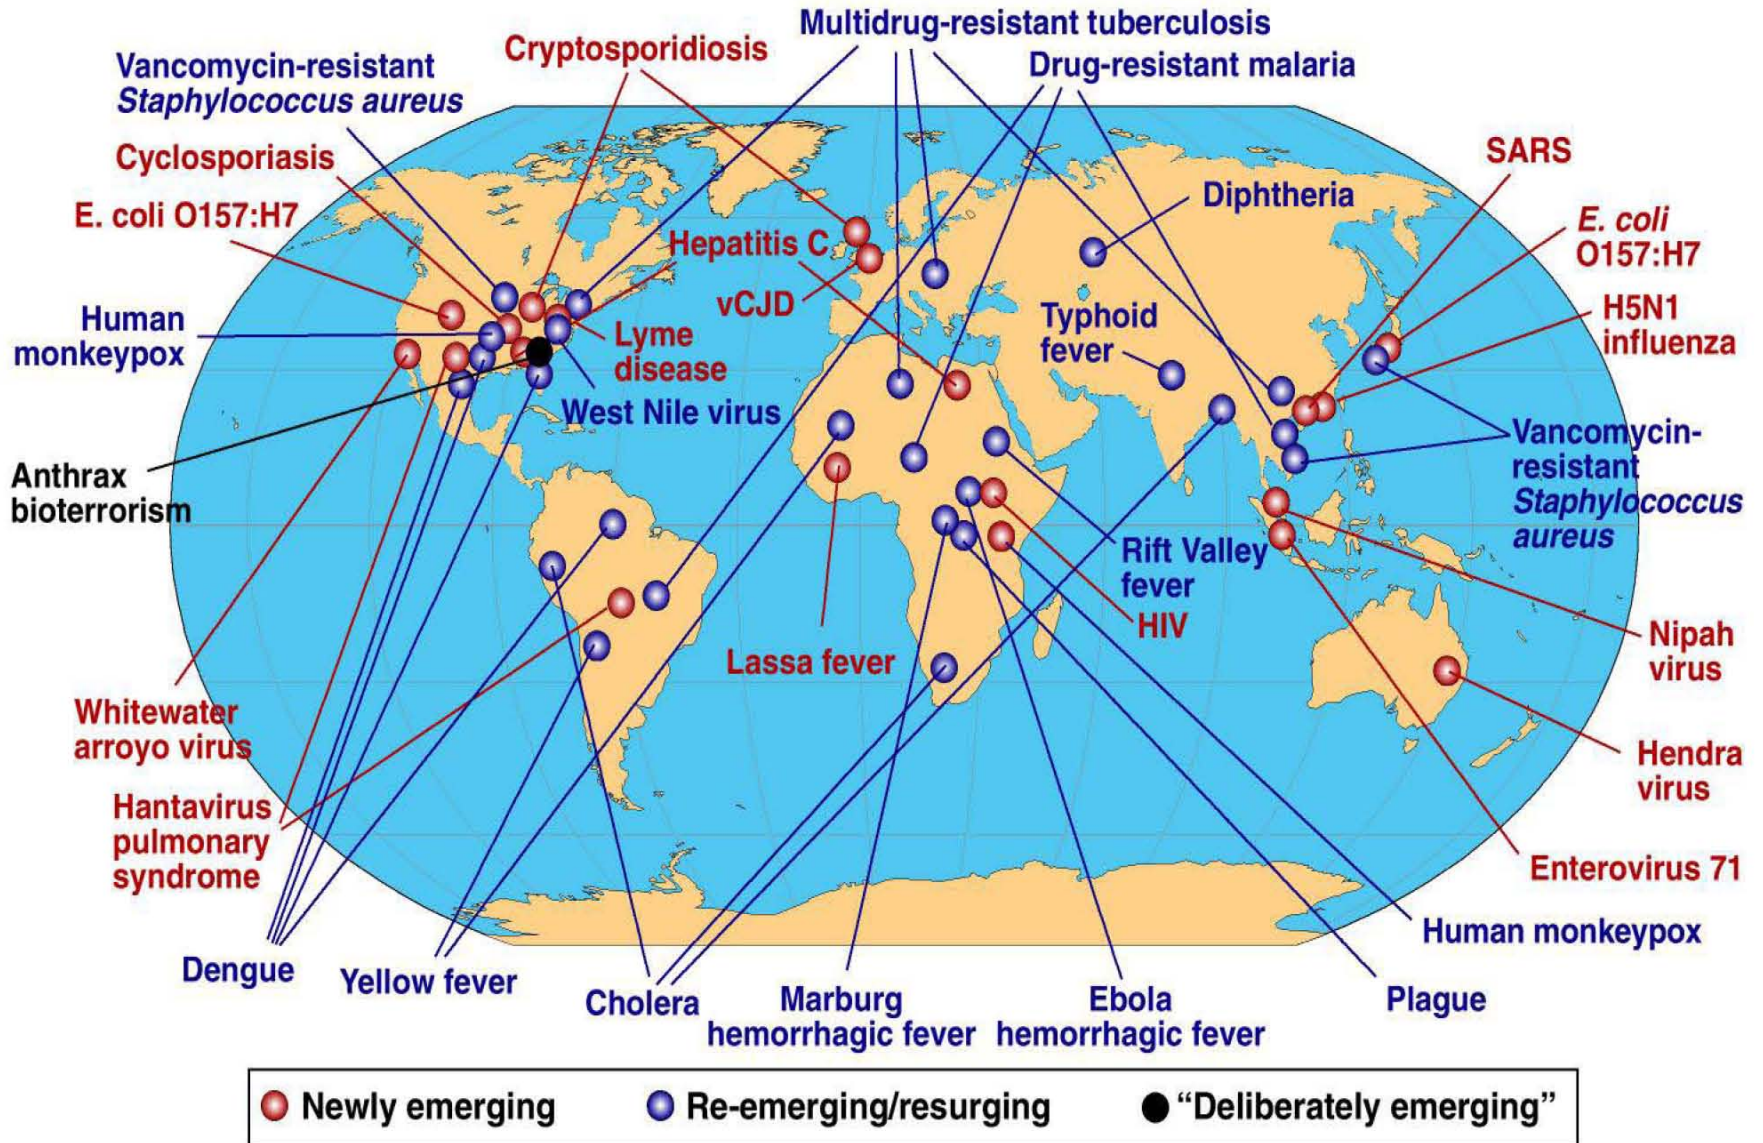 Multidrug-resistant tuberculosis
Cryptosporidiosis
Drug-resistant malaria
Vancomycin-resistant
Staphylococcus aureus
Cyclosporiasis
SARS
E. coli O157:H7
Diphtheria
E. coli
O157:H7
Hepatitis C
vCJD
H5N1
influenza
Human
monkeypox
Typhoid
fever
Lyme
disease
West Nile virus
Vancomycin-
resistant
Staphylococcus
aureus
Anthrax
bioterrorism
Rift Valley
fever
HIV
Nipah
virus
Lassa fever
Whitewater
arroyo virus
Hendra
virus
Hantavirus
pulmonary
syndrome
Enterovirus 71
Human monkeypox
Dengue
Yellow fever
Cholera
Marburg
hemorrhagic fever
Ebola
hemorrhagic fever
Plague
Newly emerging
Re-emerging/resurging
“Deliberately emerging”